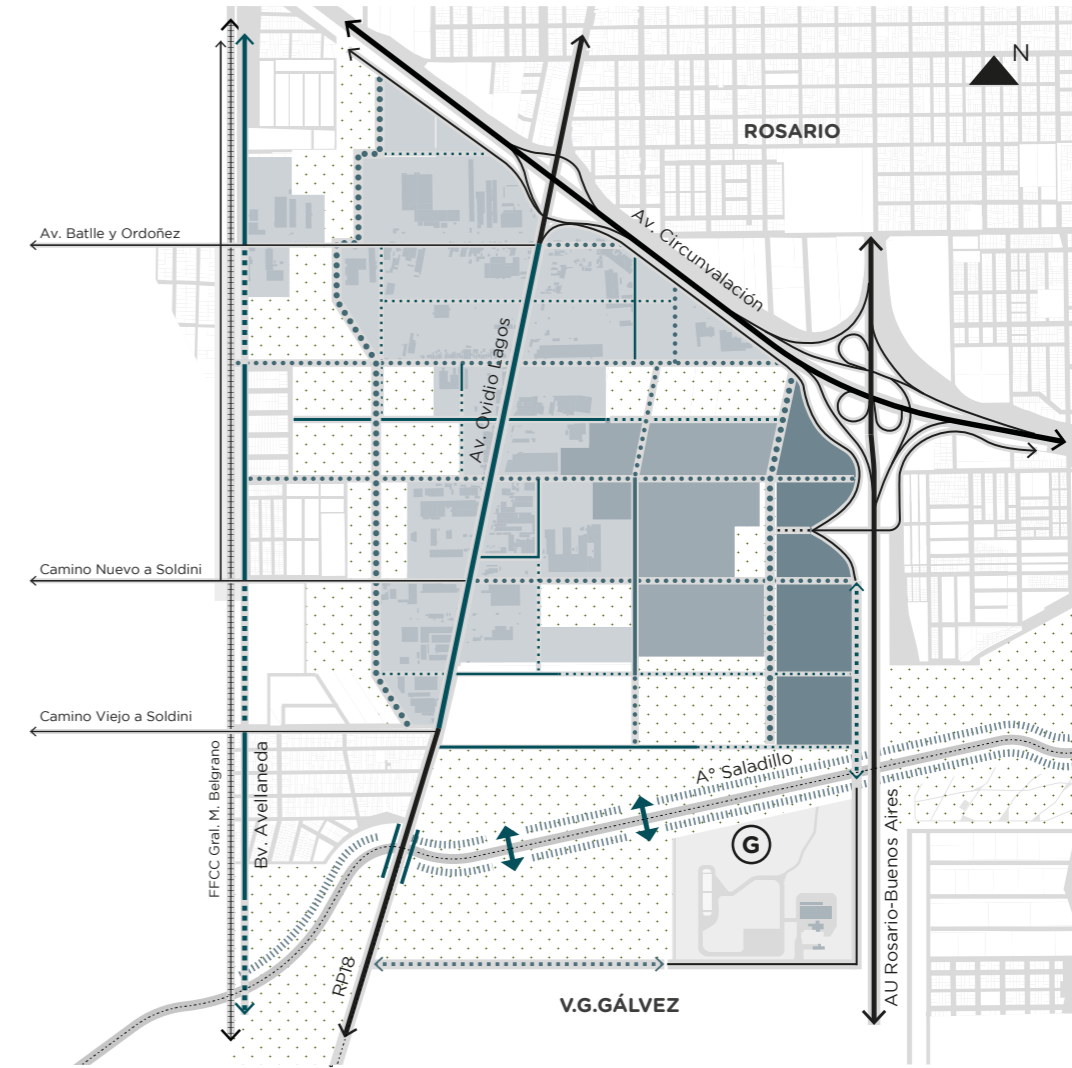 N
ROSARIO
Av. Batlle y Ordoñez
Av. Circunvalación
Av. Ovidio Lagos
Camino Nuevo a Soldini
Camino Viejo a Soldini
FFCC Gral. M. Belgrano
Bv. Avellaneda
A° Saladillo
G
AU Rosario-Buenos Aires
RP18
V.G.GÁLVEZ